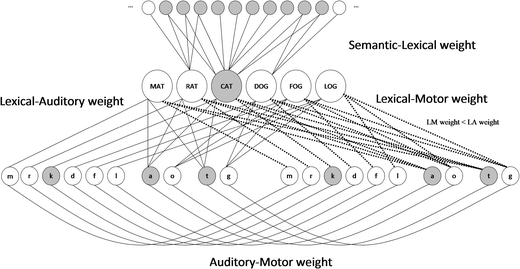 ... ...
Semantic-Lexical weight
MAT RAT CAT DOG FOG LOG
Lexical-Auditory weight Lexical-Motor weight
LM weight < LA weight
m r k d f l a o t g m r k d f l a o t g
Auditory-Motor weight